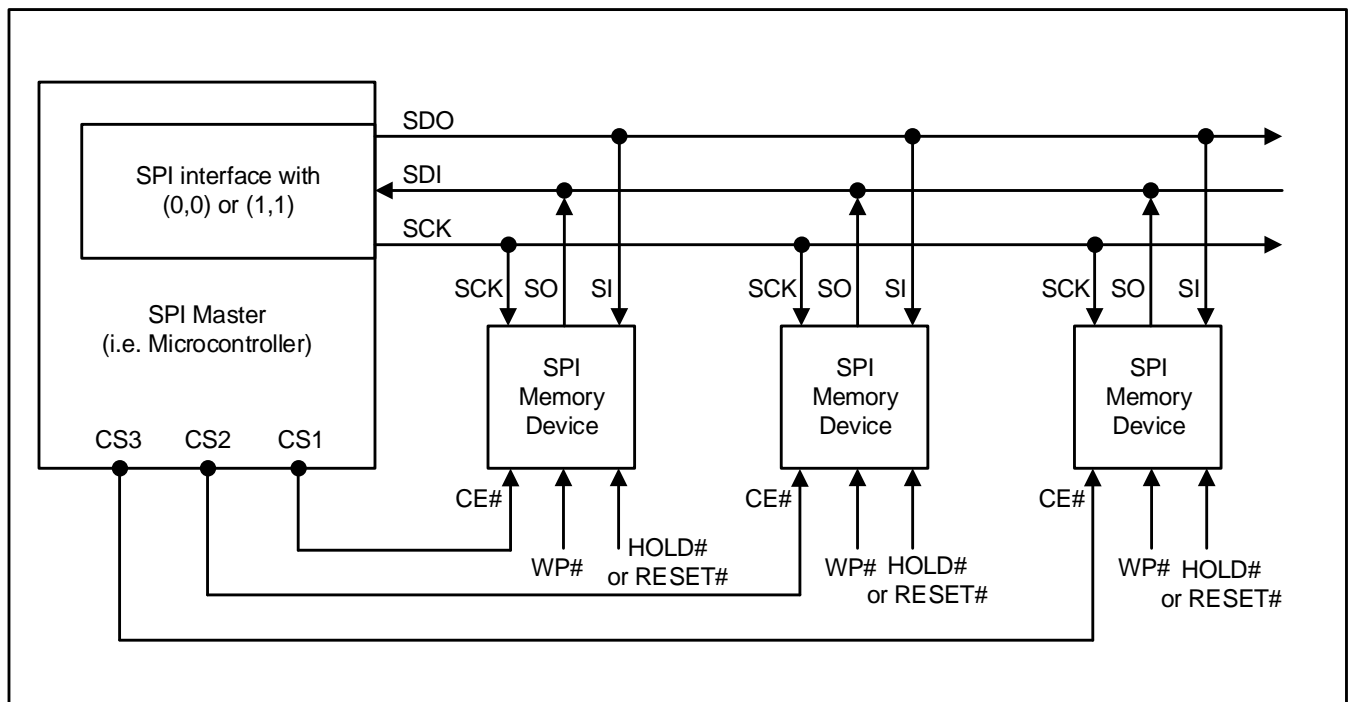 SDO
SPI interface with
(0,0) or (1,1)
SDI
SCK
SPI Master
(i.e. Microcontroller)
CS3
CS2
CS1
SCK
SO
SI
SPI
Memory
Device
CE#
WP#
HOLD#
or RESET#
SCK
SO
SI
SPI
Memory
Device
CE#
WP#
HOLD#
or RESET#
SCK
SO
SI
SPI
Memory
Device
CE#
WP#
HOLD#
or RESET#